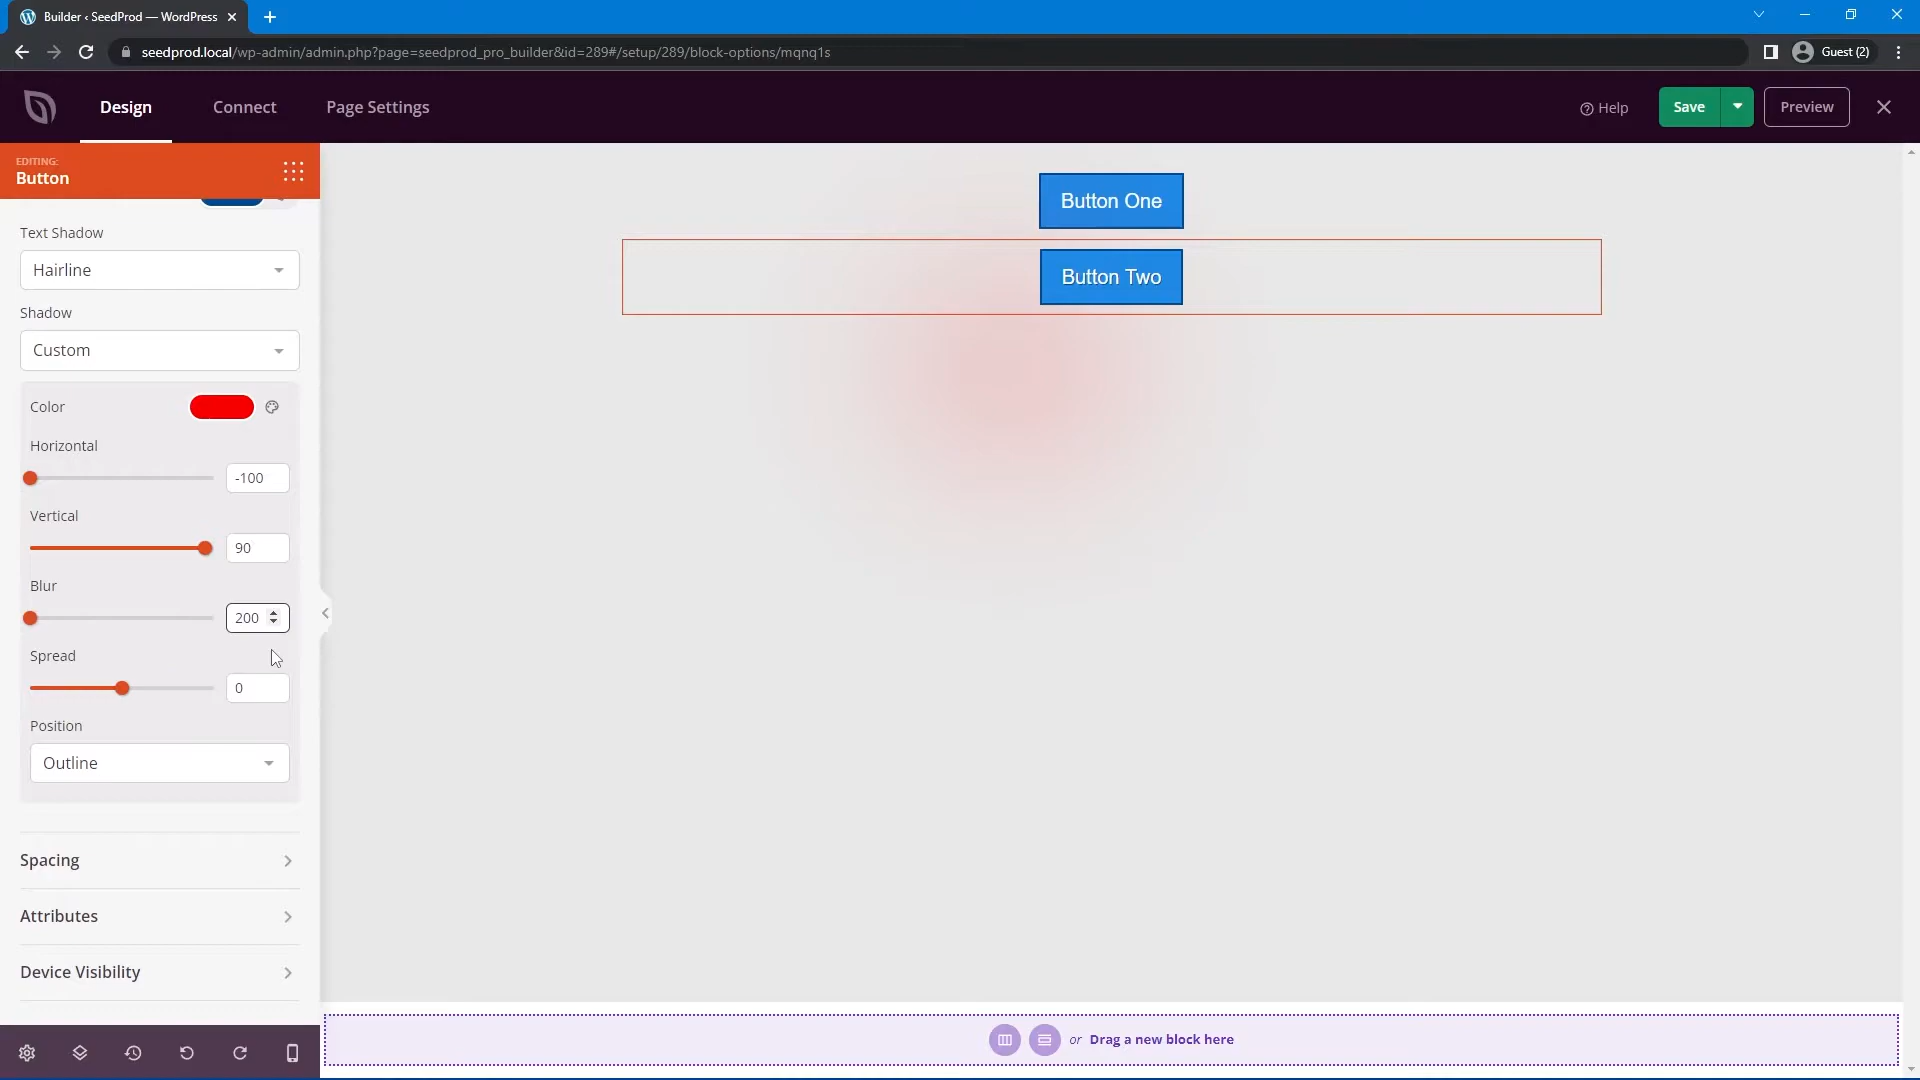 Builder ‹ SeedProd — WordPress
seedprod.local/wp-admin/admin.php?page=seedprod_pro_builder&id=289#/setup/289/block-options/mqnq1s
Guest (2)
Design
Connect
Page Settings
Help
Save
Preview
EDITING:
Button
Text Shadow
Hairline
Shadow
Custom
Color
Horizontal
-100
Vertical
90
Blur
200
Spread
0
Position
Outline
Spacing
Attributes
Device Visibility
Button One
Button Two
or Drag a new block here